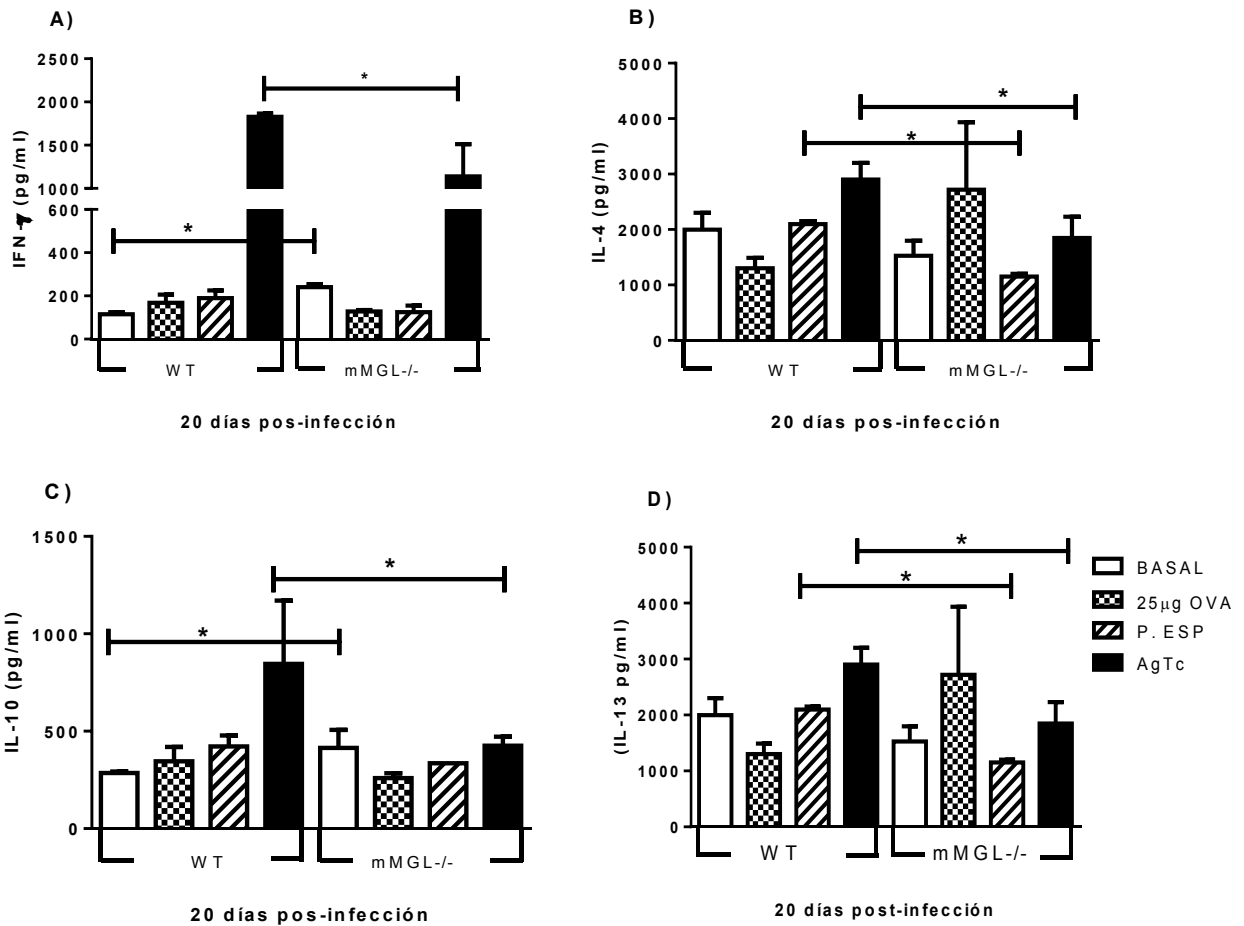 A)
2500
2000
1500
1000
600
400
200
0
IFN-γ (pg/ml)
*
*
WT
mMGL-/-
20 días pos-infección
B)
5000
4000
3000
2000
1000
0
IL-4 (pg/ml)
*
*
WT
mMGL-/-
20 días pos-infección
C)
1500
1000
500
0
IL-10 (pg/ml)
*
*
WT
mMGL-/-
20 días pos-infección
D)
5000
4000
3000
2000
1000
0
(IL-13 pg/ml)
*
*
WT
mMGL-/-
20 días post-infección
BASAL
25µg OVA
P. ESP
AgTc